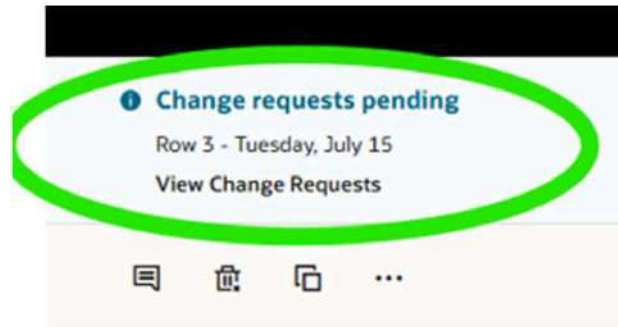 Change requests pending
Row 3 - Tuesday, July 15
View Change Requests